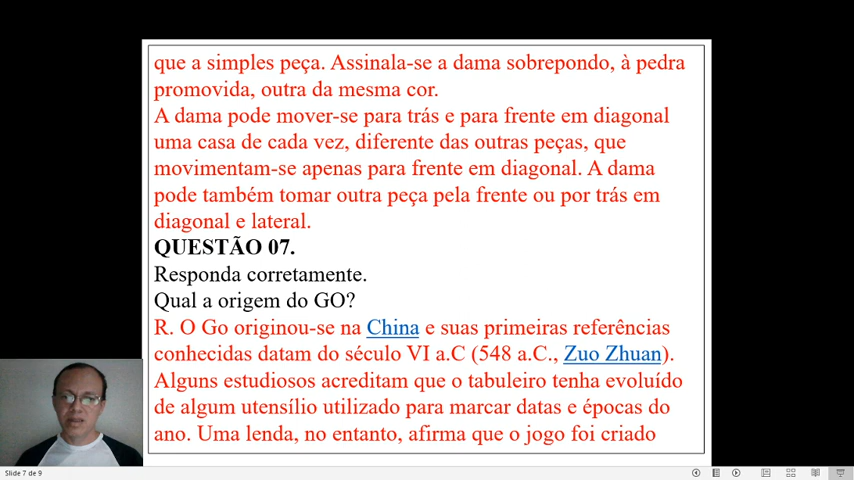 que a simples peça. Assinala-se a dama sobrepondo, à pedra
promovida, outra da mesma cor.
A dama pode mover-se para trás e para frente em diagonal
uma casa de cada vez, diferente das outras peças, que
movimentam-se apenas para frente em diagonal. A dama
pode também tomar outra peça pela frente ou por trás em
diagonal e lateral.
QUESTÃO 07.
Responda corretamente.
Qual a origem do GO?
R. O Go originou-se na China e suas primeiras referências
conhecidas datam do século VI a.C (548 a.C., Zuo Zhuan).
Alguns estudiosos acreditam que o tabuleiro tenha evoluído
de algum utensílio utilizado para marcar datas e épocas do
ano. Uma lenda, no entanto, afirma que o jogo foi criado
Slide 7 de 9